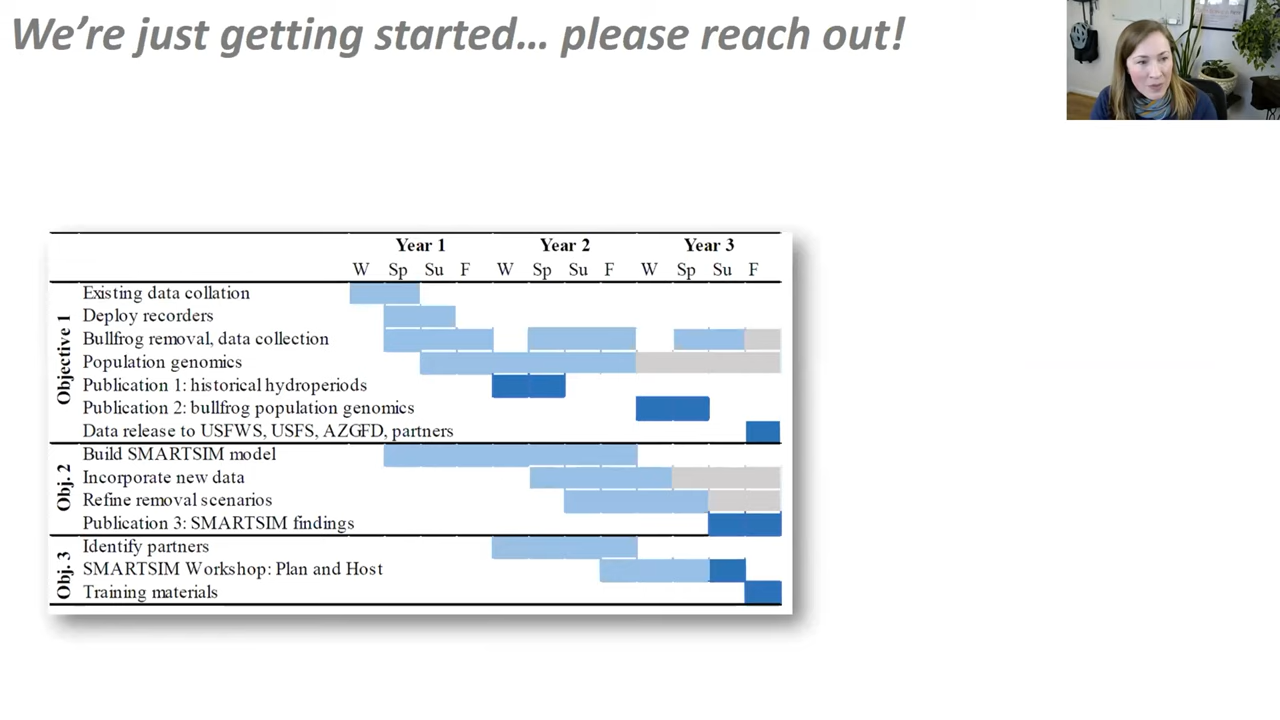 We're just getting started... please reach out!
Year 1 Year 2 Year 3
W Sp Su F W Sp Su F W Sp Su F
Objective 1
Existing data collation
Deploy recorders
Bullfrog removal, data collection
Population genomics
Publication 1: historical hydroperiods
Publication 2: bullfrog population genomics
Data release to USFWS, USFS, AZGFD, partners
Obj. 2
Build SMARTSIM model
Incorporate new data
Refine removal scenarios
Publication 3: SMARTSIM findings
Obj. 3
Identify partners
SMARTSIM Workshop: Plan and Host
Training materials